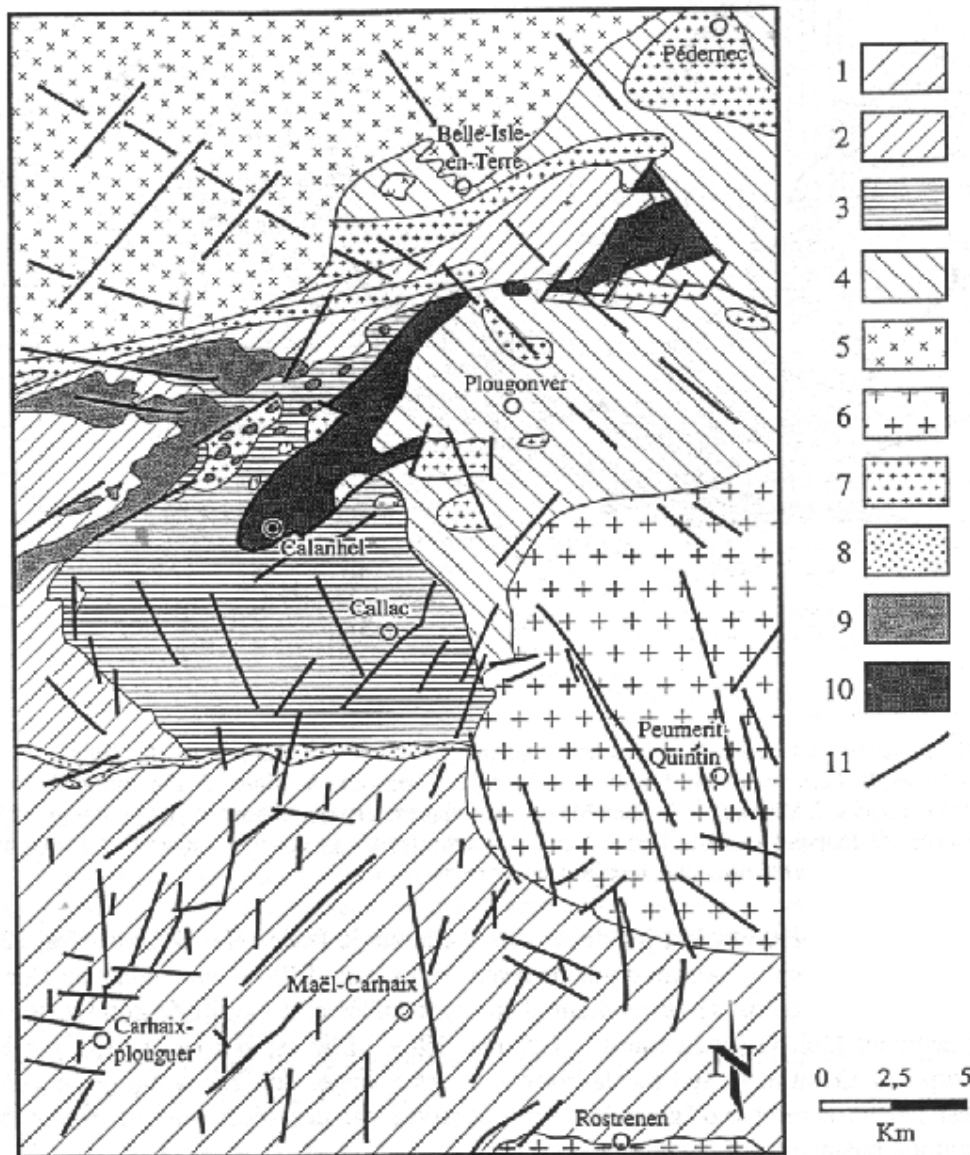 Pédernec
Belle-Isle-
en-Terre
Plougonver
Calanhel
Callac
Peumerit-
Quintin
Maël-Carhaix
Carhaix-
plouguer
N
Rostrenen
1
2
3
4
5
6
7
8
9
10
11
0 2,5 5
Km